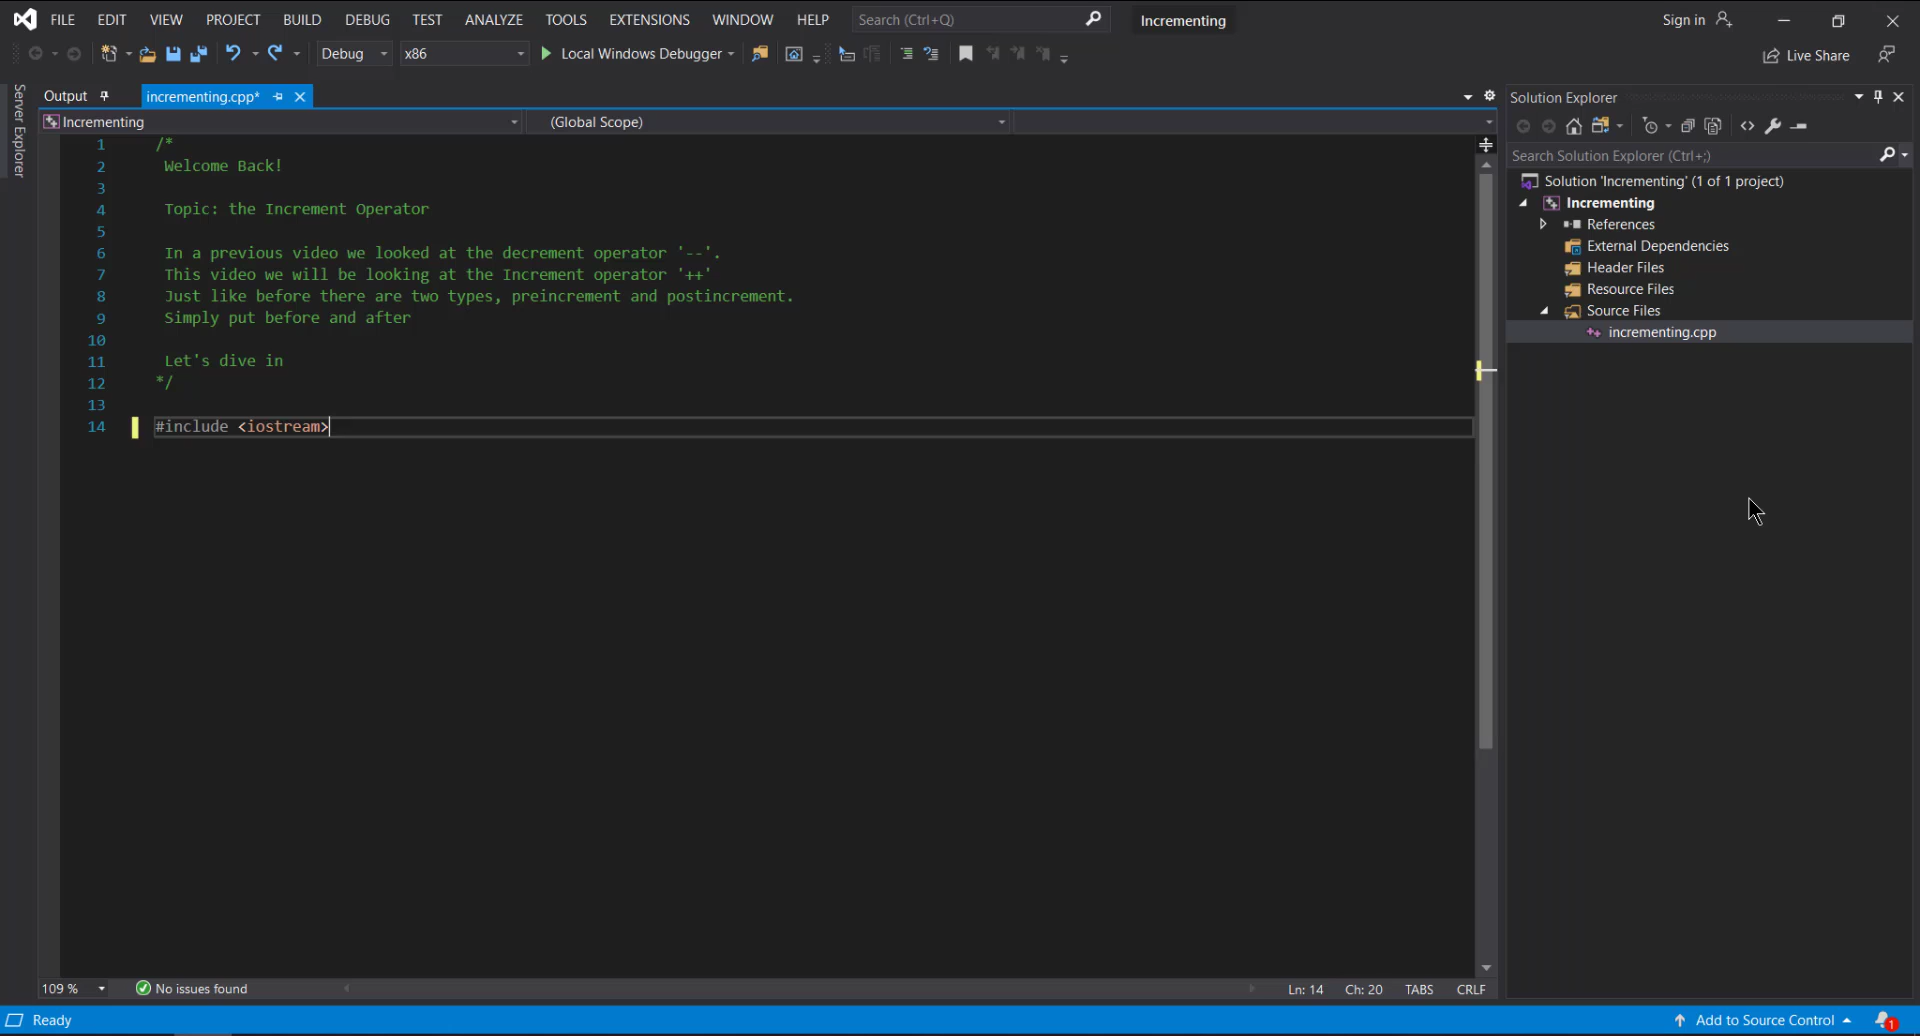 FILE EDIT VIEW PROJECT BUILD DEBUG TEST ANALYZE TOOLS EXTENSIONS WINDOW HELP Search (Ctrl+Q) Incrementing Sign in
Debug x86 Local Windows Debugger Live Share
Server Explorer
Output incrementing.cpp*
Incrementing (Global Scope)
1 /*
2 Welcome Back!
3
4 Topic: the Increment Operator
5
6 In a previous video we looked at the decrement operator '--'.
7 This video we will be looking at the Increment operator '++'
8 Just like before there are two types, preincrement and postincrement.
9 Simply put before and after
10
11 Let's dive in
12 */
13
14 #include <iostream>
109 % No issues found Ln: 14 Ch: 20 TABS CRLF
Solution Explorer
Search Solution Explorer (Ctrl+;)
Solution 'Incrementing' (1 of 1 project)
Incrementing
References
External Dependencies
Header Files
Resource Files
Source Files
incrementing.cpp
Ready Add to Source Control 1